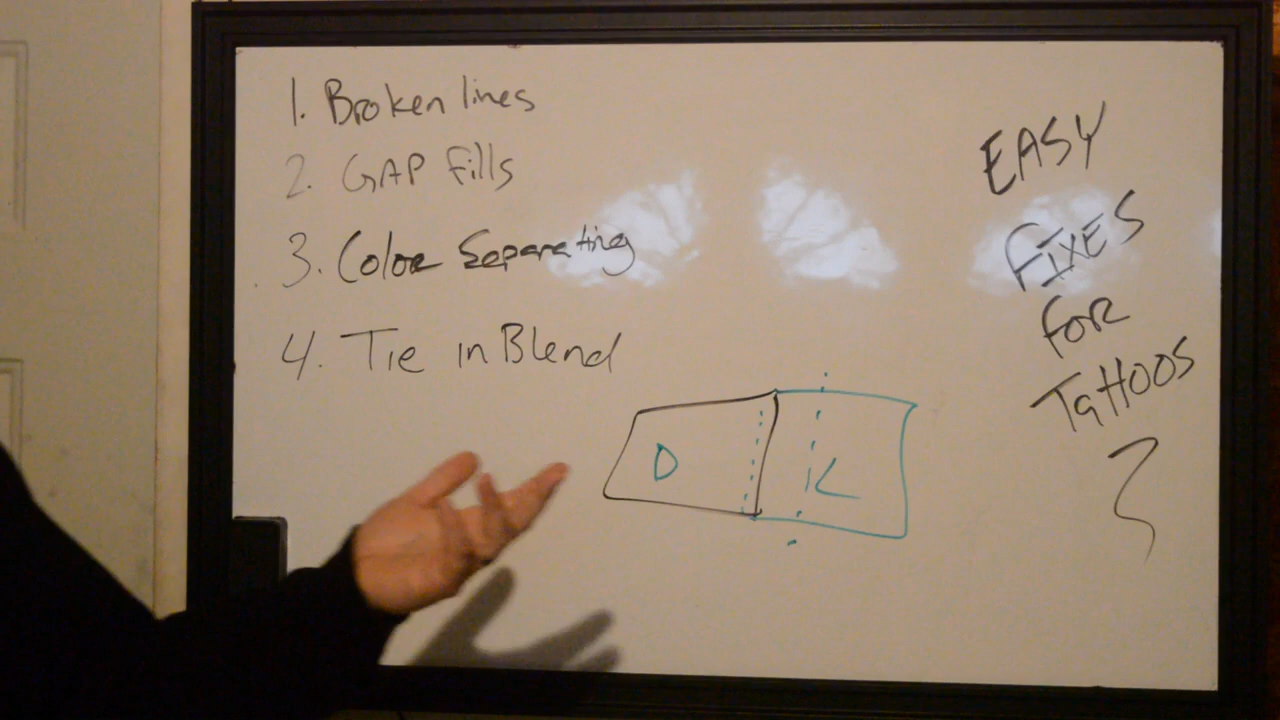 1. Broken lines
2. GAP Fills
3. Color Separating
4. Tie in Blend
EASY
FIXES
FOR
TATTOOS
D